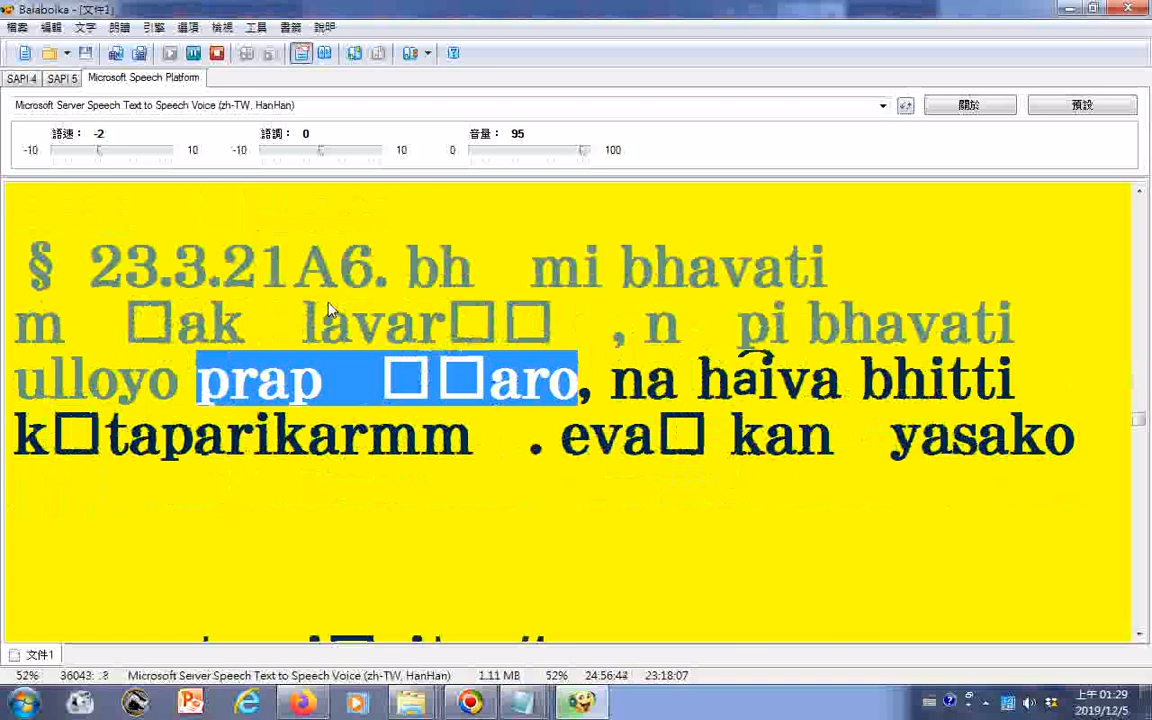 Balabolka - [文件1]
檔案 編輯 文字 朗讀 引擎 選項 檢視 工具 書籤 說明
SAPI 4 SAPI 5 Microsoft Speech Platform
Microsoft Server Speech Text to Speech Voice (zh-TW, HanHan) 關於 預設
語速： -2 語調： 0 音量： 95
-10 10 -10 10 0 100
§ 23.3.21A6. bh mi bhavati
m □ak lavar□□ , n pi bhavati
ulloyo prap □□aro, na haiva bhitti
k□taparikarmm . eva□ kan yasako
文件1
52% Microsoft Server Speech Text to Speech Voice (zh-TW, HanHan) 1.11 MB 52% 24:56:43 23:18:07
上午 01:29
2019/12/5